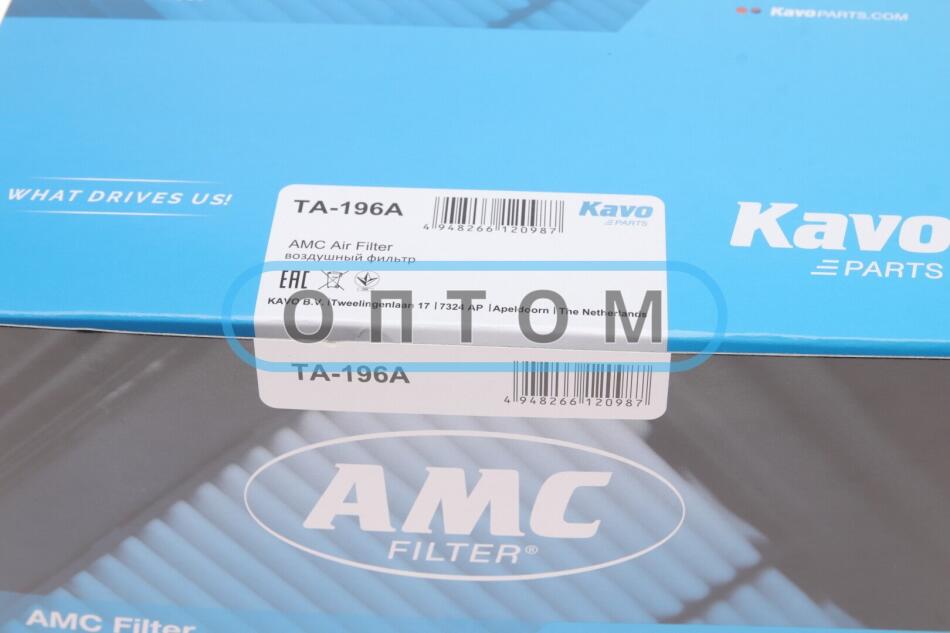 KavoPARTS.COM
WHAT DRIVES US!
TA-196A
4 948266 120987
Kavo
PARTS
AMC Air Filter
воздушный фильтр
EAC
KAVO B.V. | Tweelingenlaan 17 | 7324 AP | Apeldoorn | The Netherlands
Kavo
PARTS
ОПТОМ
TA-196A
4 948266 120987
AMC
FILTER®
AMC Filter